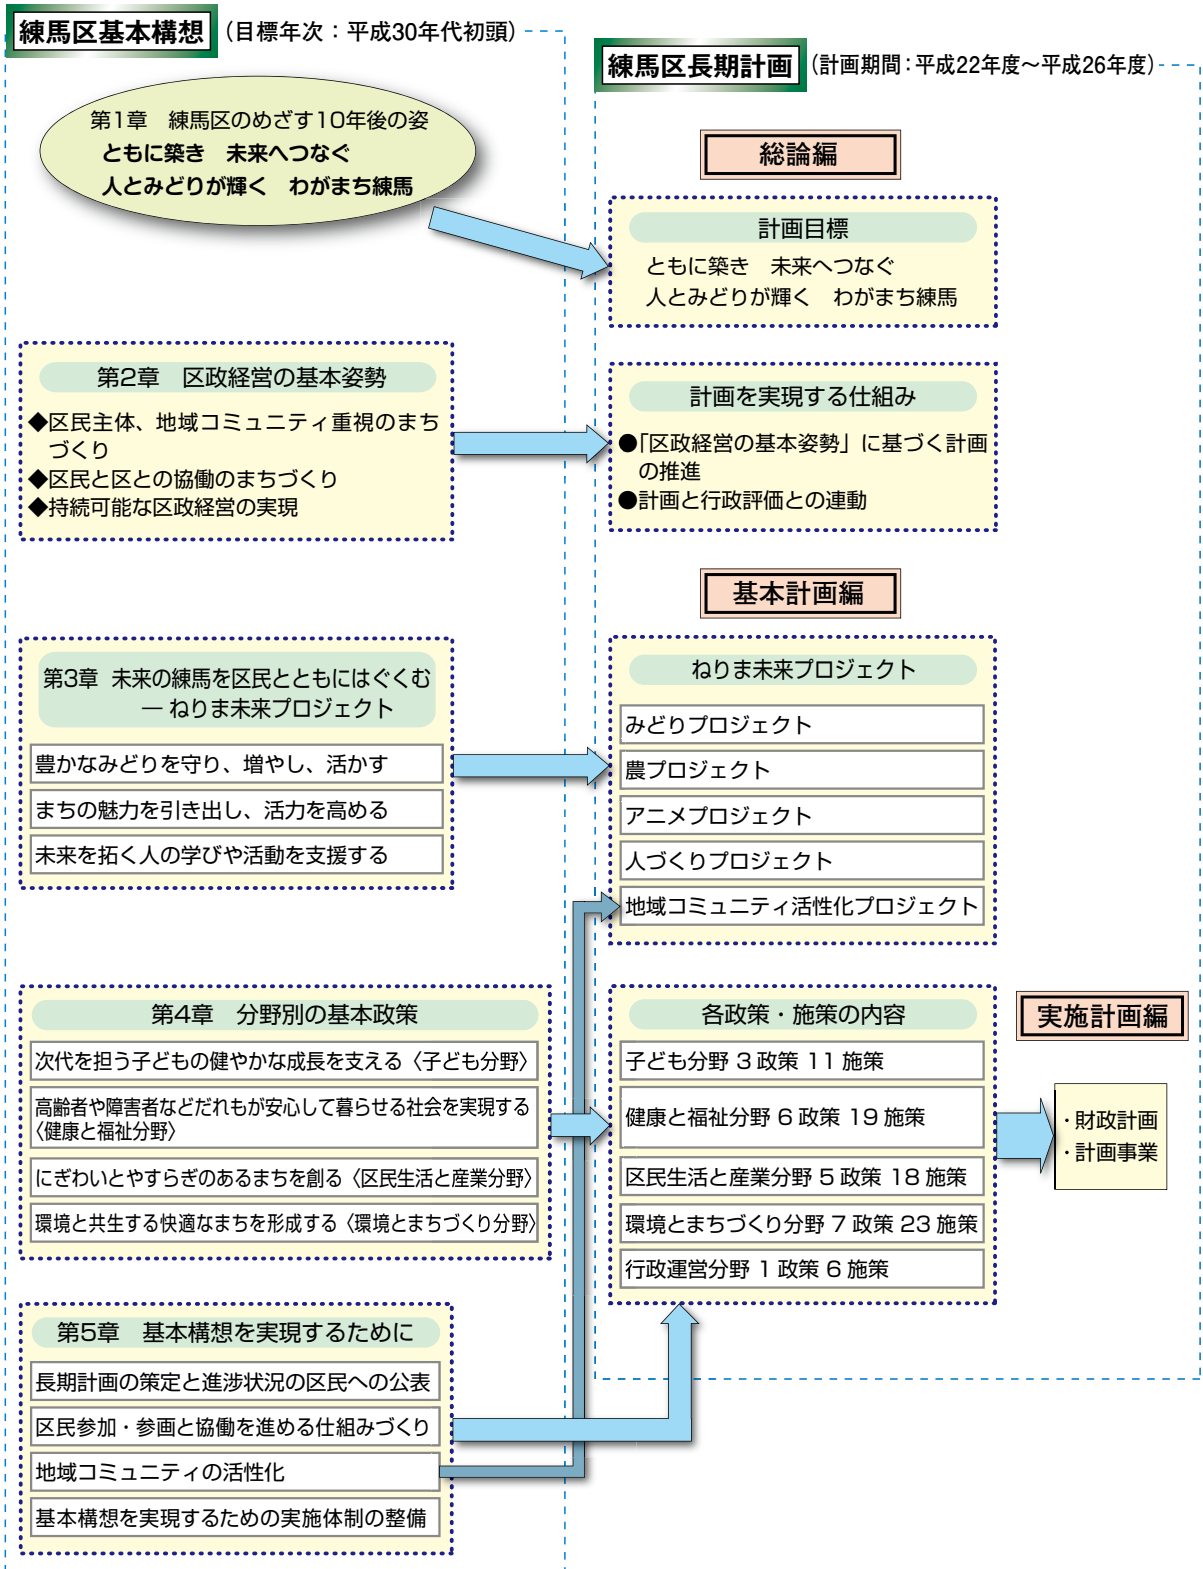 練馬区基本構想
（目標年次：平成30年代初頭）
第1章　練馬区のめざす10年後の姿
ともに築き　未来へつなぐ
人とみどりが輝く　わがまち練馬
第2章　区政経営の基本姿勢
◆区民主体、地域コミュニティ重視のまち
づくり
◆区民と区との協働のまちづくり
◆持続可能な区政経営の実現
第3章 未来の練馬を区民とともにはぐくむ
― ねりま未来プロジェクト
豊かなみどりを守り、増やし、活かす
まちの魅力を引き出し、活力を高める
未来を拓く人の学びや活動を支援する
第4章　分野別の基本政策
次代を担う子どもの健やかな成長を支える〈子ども分野〉
高齢者や障害者などだれもが安心して暮らせる社会を実現する
〈健康と福祉分野〉
にぎわいとやすらぎのあるまちを創る〈区民生活と産業分野〉
環境と共生する快適なまちを形成する〈環境とまちづくり分野〉
第5章　基本構想を実現するために
長期計画の策定と進捗状況の区民への公表
区民参加・参画と協働を進める仕組みづくり
地域コミュニティの活性化
基本構想を実現するための実施体制の整備
練馬区長期計画
（計画期間：平成22年度～平成26年度）
総論編
計画目標
ともに築き　未来へつなぐ
人とみどりが輝く　わがまち練馬
計画を実現する仕組み
●「区政経営の基本姿勢」に基づく計画
の推進
●計画と行政評価との連動
基本計画編
ねりま未来プロジェクト
みどりプロジェクト
農プロジェクト
アニメプロジェクト
人づくりプロジェクト
地域コミュニティ活性化プロジェクト
各政策・施策の内容
子ども分野 3 政策 11 施策
健康と福祉分野 6 政策 19 施策
区民生活と産業分野 5 政策 18 施策
環境とまちづくり分野 7 政策 23 施策
行政運営分野 1 政策 6 施策
実施計画編
・財政計画
・計画事業